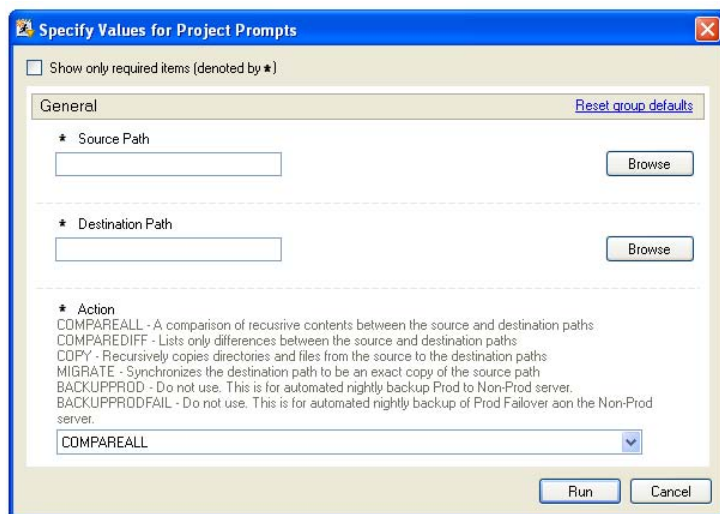 Specify Values for Project Prompts
Show only required items (denoted by *)
General
Reset group defaults
* Source Path
Browse
* Destination Path
Browse
* Action
COMPAREALL - A comparison of recusrive contents between the source and destination paths
COMPAREDIFF - Lists only differences between the source and destination paths
COPY - Recursively copies directories and files from the source to the destination paths
MIGRATE - Synchronizes the destination path to be an exact copy of the source path
BACKUPPROD - Do not use. This is for automated nightly backup Prod to Non-Prod server.
BACKUPPRODFAIL - Do not use. This is for automated nightly backup of Prod Failover aon the Non-Prod
server.
COMPAREALL
Run
Cancel